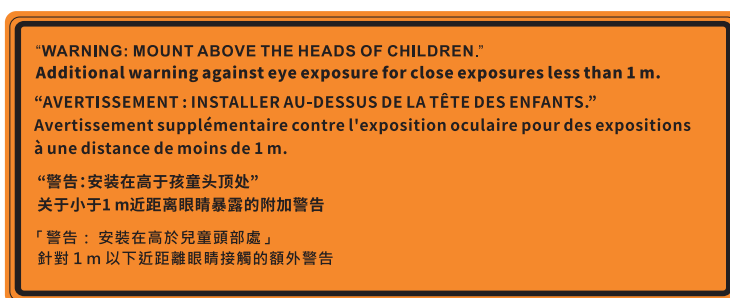 “WARNING: MOUNT ABOVE THE HEADS OF CHILDREN.”
Additional warning against eye exposure for close exposures less than 1 m.
“AVERTISSEMENT : INSTALLER AU-DESSUS DE LA TÊTE DES ENFANTS.”
Avertissement supplémentaire contre l'exposition oculaire pour des expositions
à une distance de moins de 1 m.
“警告:安装在高于孩童头顶处”
关于小于1 m近距离眼睛暴露的附加警告
「警告 : 安裝在高於兒童頭部處」
針對 1 m 以下近距離眼睛接觸的額外警告